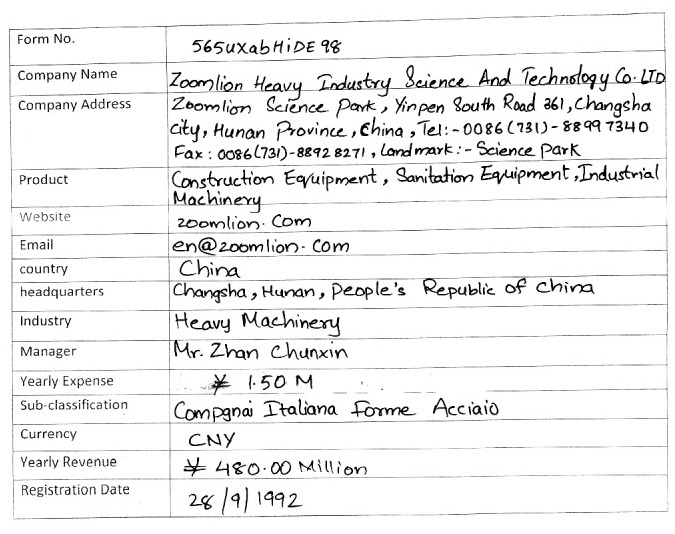 Form No. 565uxabHiDE98
Company Name Zoomlion Heavy Industry Science And Technology Co. LTD
Company Address Zoomlion Science Park, Yinpen South Road 361, Changsha
City, Hunan Province, China, Tel:- 0086(731)-88997340
Fax: 0086(731)-88928271, Landmark:- Science Park
Product Construction Equipment, Sanitation Equipment, Industrial
Machinery
Website zoomlion.com
Email en@zoomlion.com
country China
headquarters Changsha, Hunan, People's Republic of China
Industry Heavy Machinery
Manager Mr. Zhan Chunxin
Yearly Expense ¥ 1.50 M
Sub-classification Compgnai Italiana Forme Acciaio
Currency CNY
Yearly Revenue ¥ 480.00 Million
Registration Date 28/9/1992